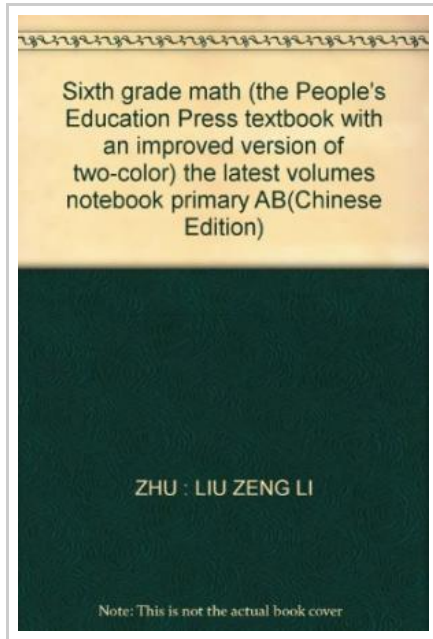 Sixth grade math (the People's
Education Press textbook with
an improved version of
two-color) the latest volumes
notebook primary AB(Chinese
Edition)
ZHU : LIU ZENG LI
Note: This is not the actual book cover